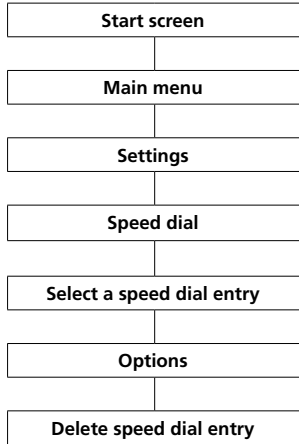 Start screen
Main menu
Settings
Speed dial
Select a speed dial entry
Options
Delete speed dial entry